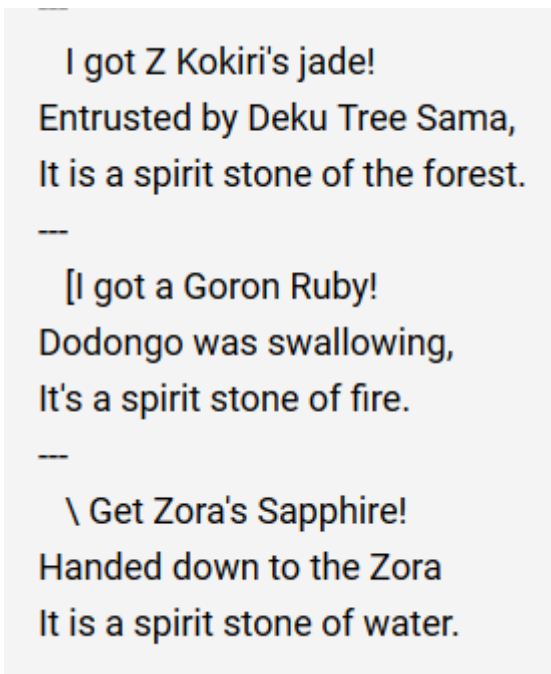 ---
I got Z Kokiri's jade!
Entrusted by Deku Tree Sama,
It is a spirit stone of the forest.
---
[I got a Goron Ruby!
Dodongo was swallowing,
It's a spirit stone of fire.
---
\ Get Zora's Sapphire!
Handed down to the Zora
It is a spirit stone of water.